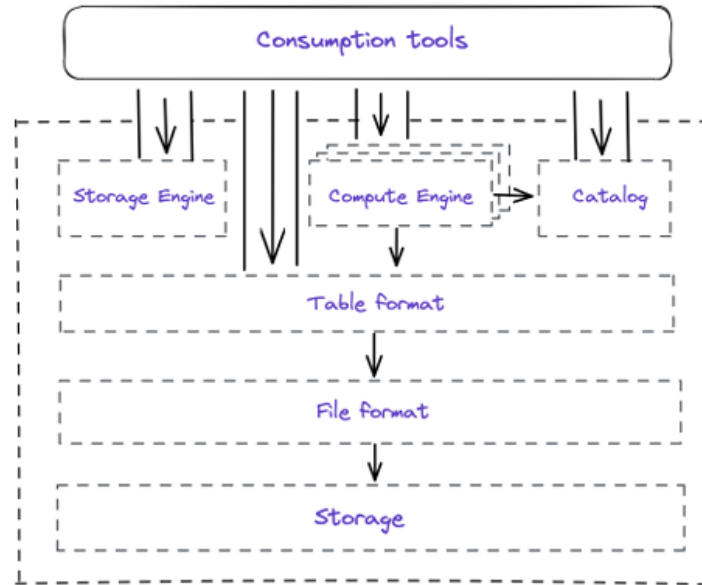 Consumption tools
Storage Engine
Compute Engine
Catalog
Table format
File format
Storage